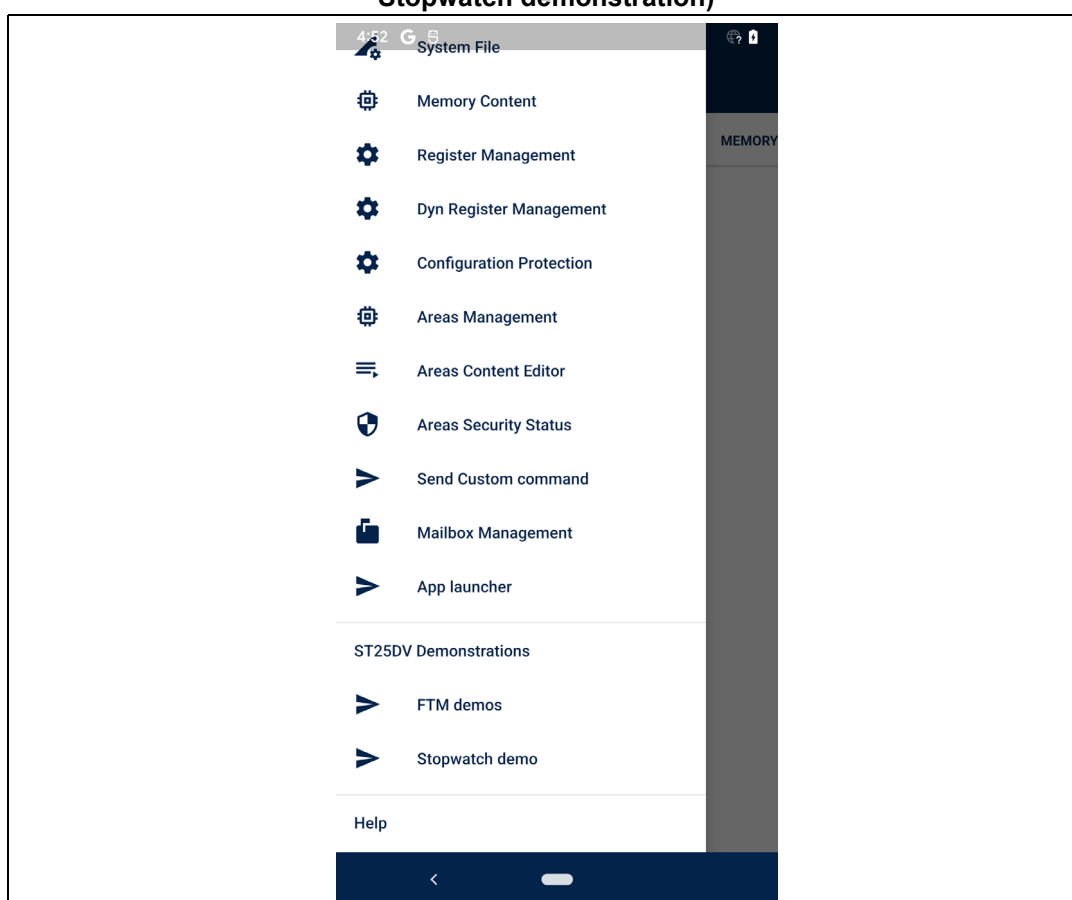 Stopwatch demonstration)
4:52 G
System File
Memory Content
MEMORY
Register Management
Dyn Register Management
Configuration Protection
Areas Management
Areas Content Editor
Areas Security Status
Send Custom command
Mailbox Management
App launcher
ST25DV Demonstrations
FTM demos
Stopwatch demo
Help